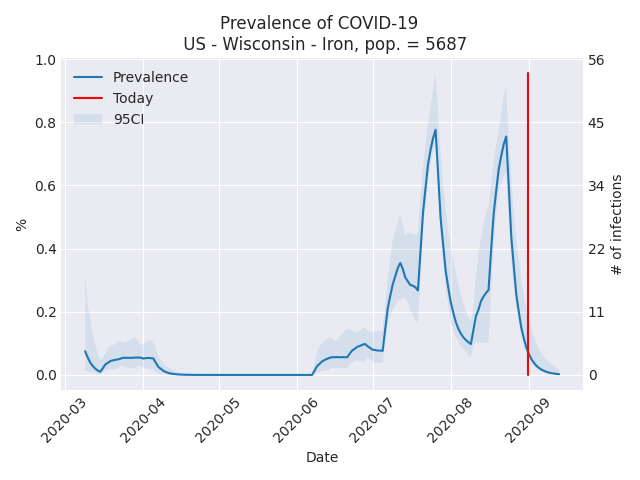 Prevalence of COVID-19
US - Wisconsin - Iron, pop. = 5687
Prevalence
Today
95CI
1.0
0.8
0.6
0.4
0.2
0.0
%
56
45
34
22
11
0
# of infections
2020-03
2020-04
2020-05
2020-06
2020-07
2020-08
2020-09
Date